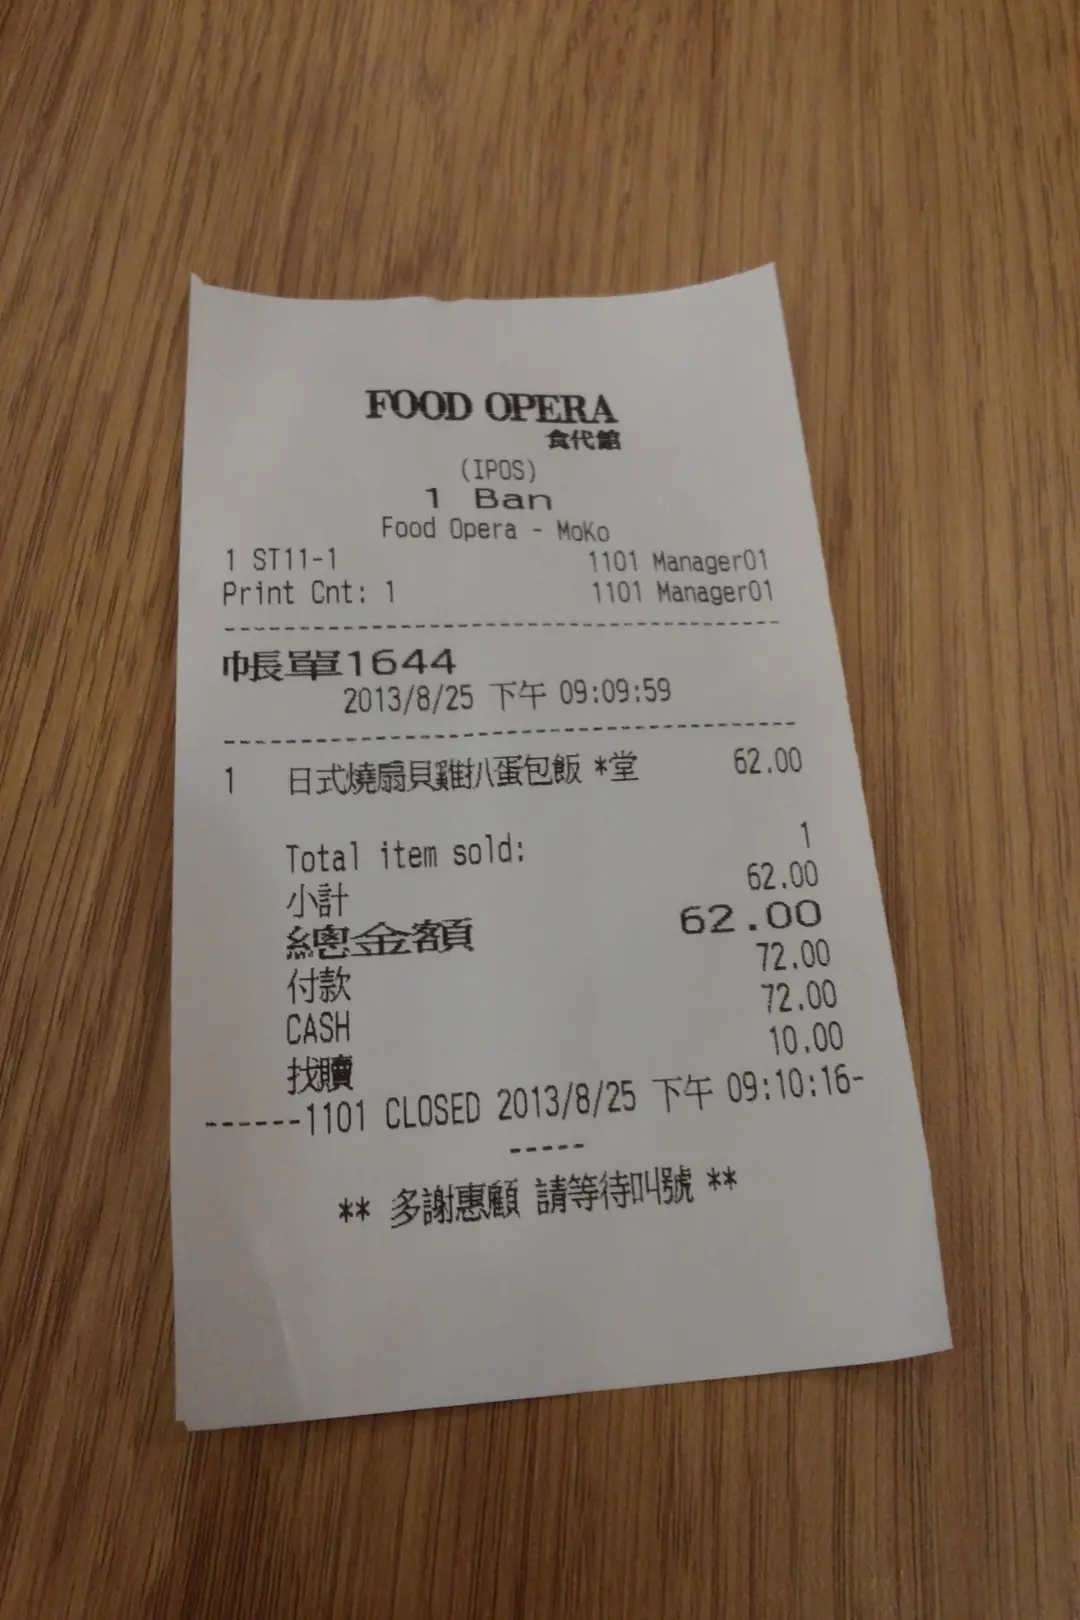 FOOD OPERA
食代館
(IPOS)
1 Ban
Food Opera - MoKo
1 ST11-1 1101 Manager01
Print Cnt: 1 1101 Manager01
--------------------------------------
帳單1644
2013/8/25 下午 09:09:59
--------------------------------------
1 日式燒扇貝雞扒蛋包飯 *堂 62.00
Total item sold: 1
小計 62.00
總金額 62.00
付款 72.00
CASH 72.00
找贖 10.00
------1101 CLOSED 2013/8/25 下午 09:10:16-
-----
** 多謝惠顧 請等待叫號 **